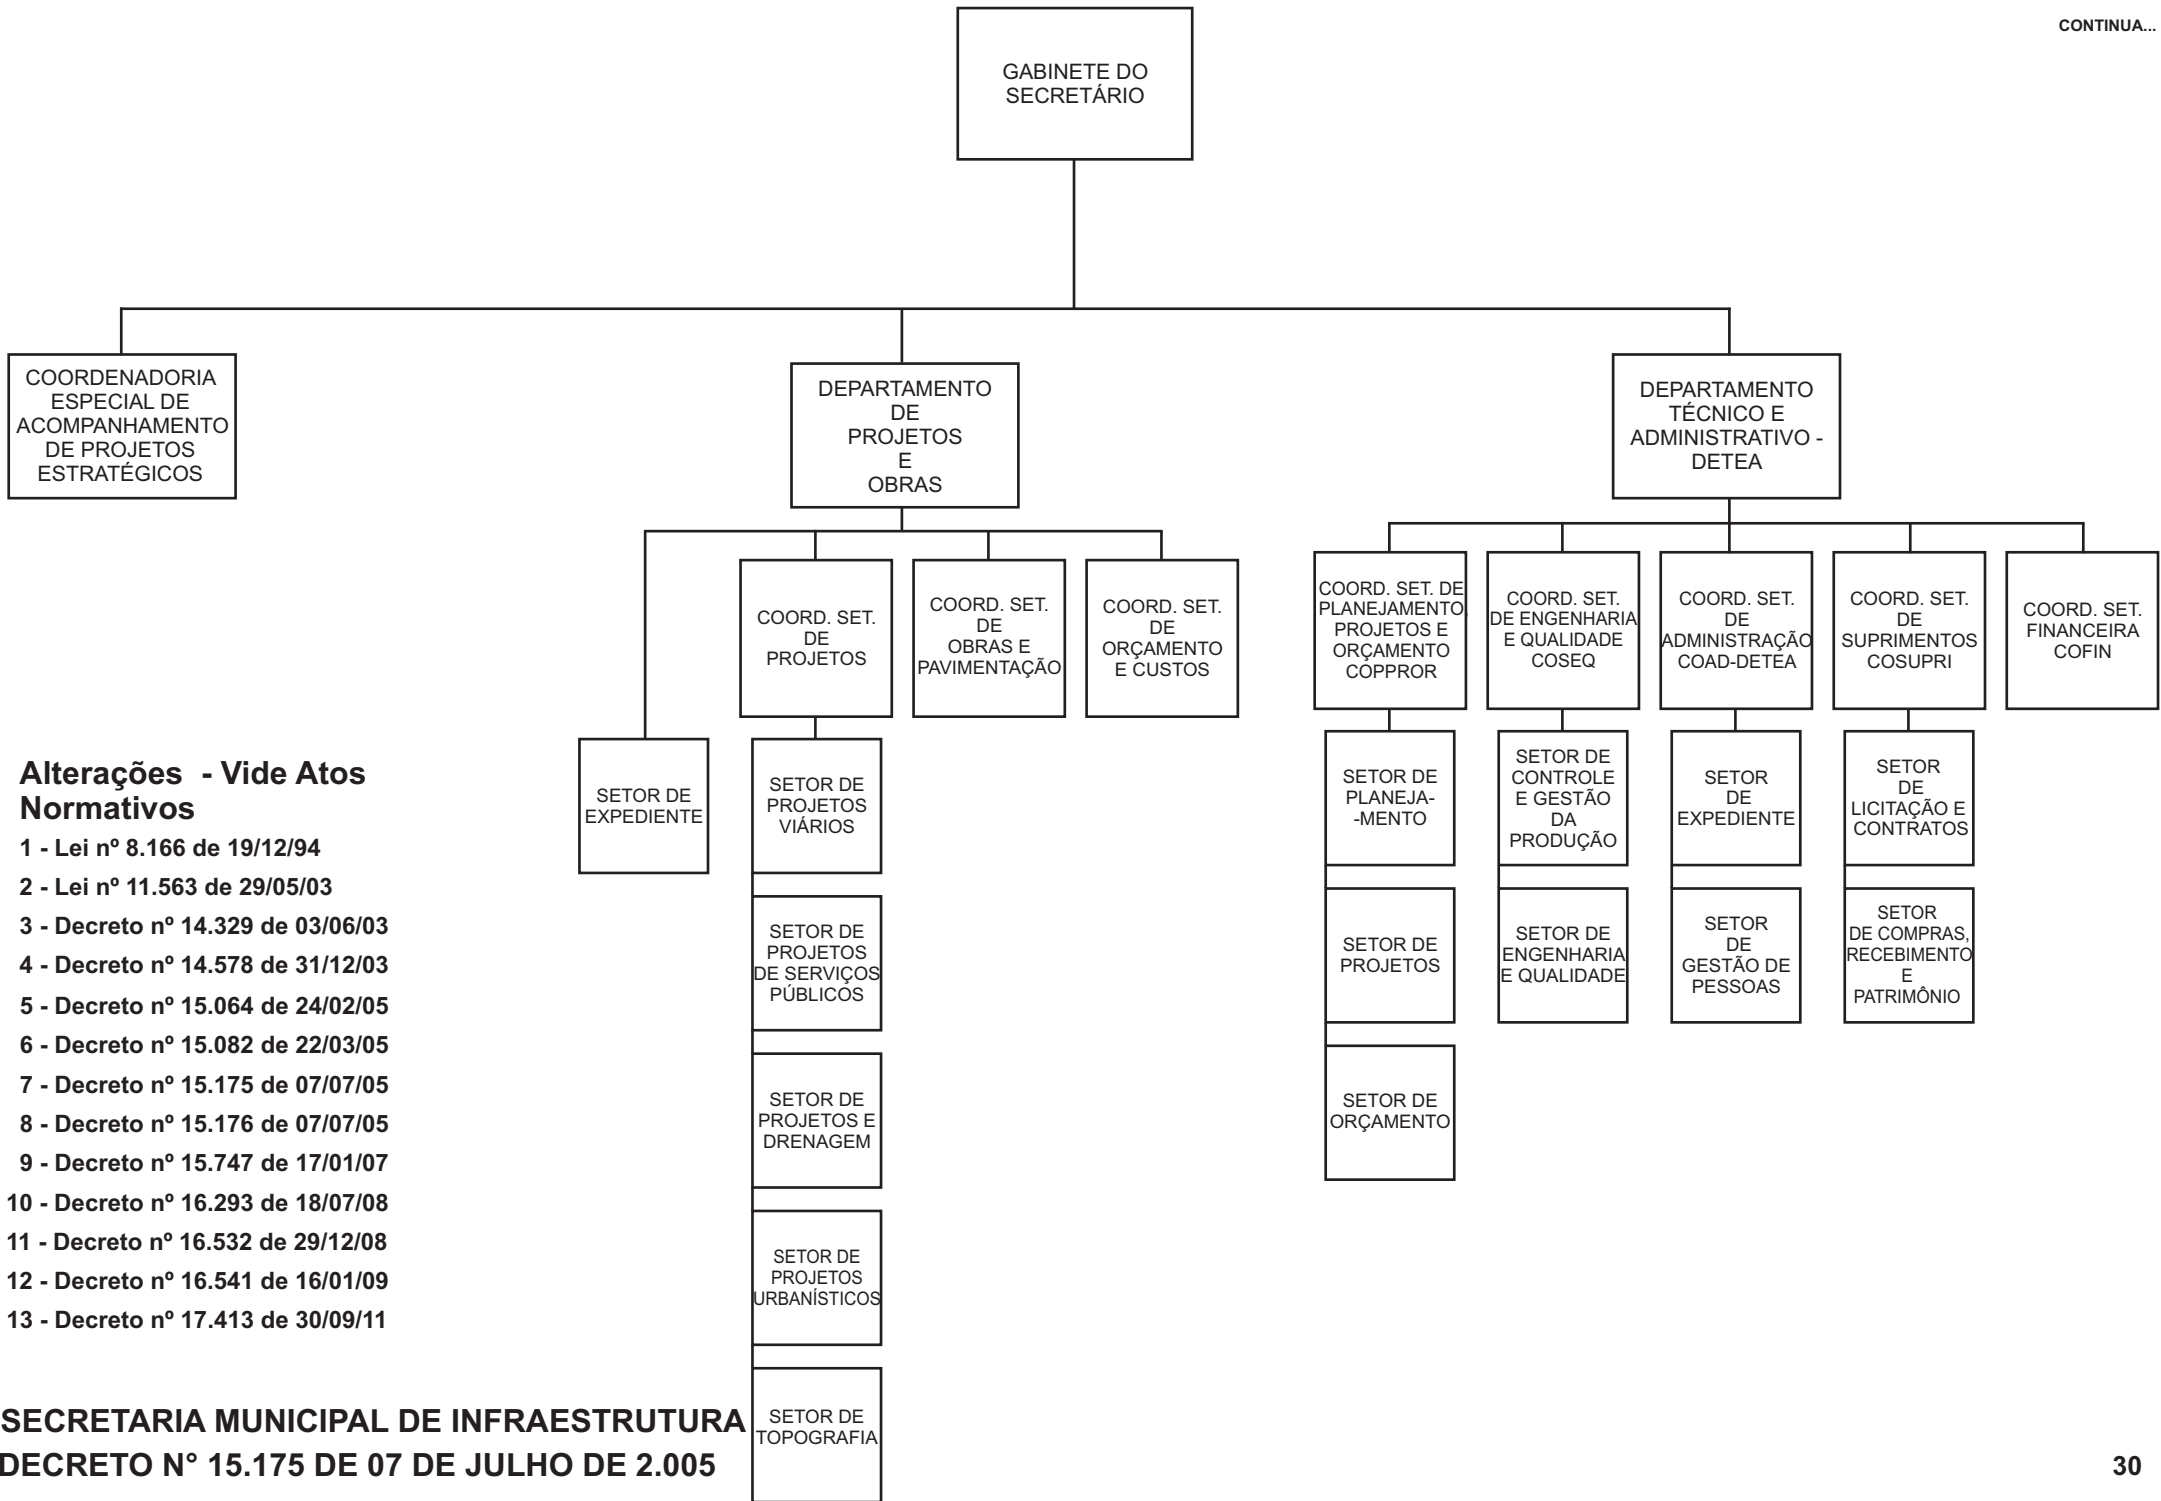 CONTINUA...
GABINETE DO
SECRETÁRIO
COORDENADORIA
ESPECIAL DE
ACOMPANHAMENTO
DE PROJETOS
ESTRATÉGICOS
DEPARTAMENTO
DE
PROJETOS
E
OBRAS
DEPARTAMENTO
TÉCNICO E
ADMINISTRATIVO -
DETEA
COORD. SET.
DE
PROJETOS
COORD. SET.
DE
OBRAS E
PAVIMENTAÇÃO
COORD. SET.
DE
ORÇAMENTO
E CUSTOS
COORD. SET. DE
PLANEJAMENTO,
PROJETOS E
ORÇAMENTO
COPPROR
COORD. SET.
DE ENGENHARIA
E QUALIDADE
COSEQ
COORD. SET.
DE
ADMINISTRAÇÃO
COAD-DETEA
COORD. SET.
DE
SUPRIMENTOS
COSUPRI
COORD. SET.
FINANCEIRA
COFIN
SETOR DE
EXPEDIENTE
SETOR DE
PROJETOS
VIÁRIOS
SETOR DE
PLANEJA-
-MENTO
SETOR DE
CONTROLE
E GESTÃO
DA
PRODUÇÃO
SETOR
DE
EXPEDIENTE
SETOR
DE
LICITAÇÃO E
CONTRATOS
SETOR DE
PROJETOS
DE SERVIÇOS
PÚBLICOS
SETOR DE
PROJETOS
SETOR DE
ENGENHARIA
E QUALIDADE
SETOR
DE
GESTÃO DE
PESSOAS
SETOR
DE COMPRAS,
RECEBIMENTO
E
PATRIMÔNIO
SETOR DE
PROJETOS E
DRENAGEM
SETOR DE
ORÇAMENTO
SETOR DE
PROJETOS
URBANÍSTICOS
SETOR DE
TOPOGRAFIA
Alterações  - Vide Atos
Normativos
1 - Lei nº 8.166 de 19/12/94
2 - Lei nº 11.563 de 29/05/03
3 - Decreto nº 14.329 de 03/06/03
4 - Decreto nº 14.578 de 31/12/03
5 - Decreto nº 15.064 de 24/02/05
6 - Decreto nº 15.082 de 22/03/05
7 - Decreto nº 15.175 de 07/07/05
8 - Decreto nº 15.176 de 07/07/05
9 - Decreto nº 15.747 de 17/01/07
10 - Decreto nº 16.293 de 18/07/08
11 - Decreto nº 16.532 de 29/12/08
12 - Decreto nº 16.541 de 16/01/09
13 - Decreto nº 17.413 de 30/09/11
SECRETARIA MUNICIPAL DE INFRAESTRUTURA
DECRETO N° 15.175 DE 07 DE JULHO DE 2.005
30